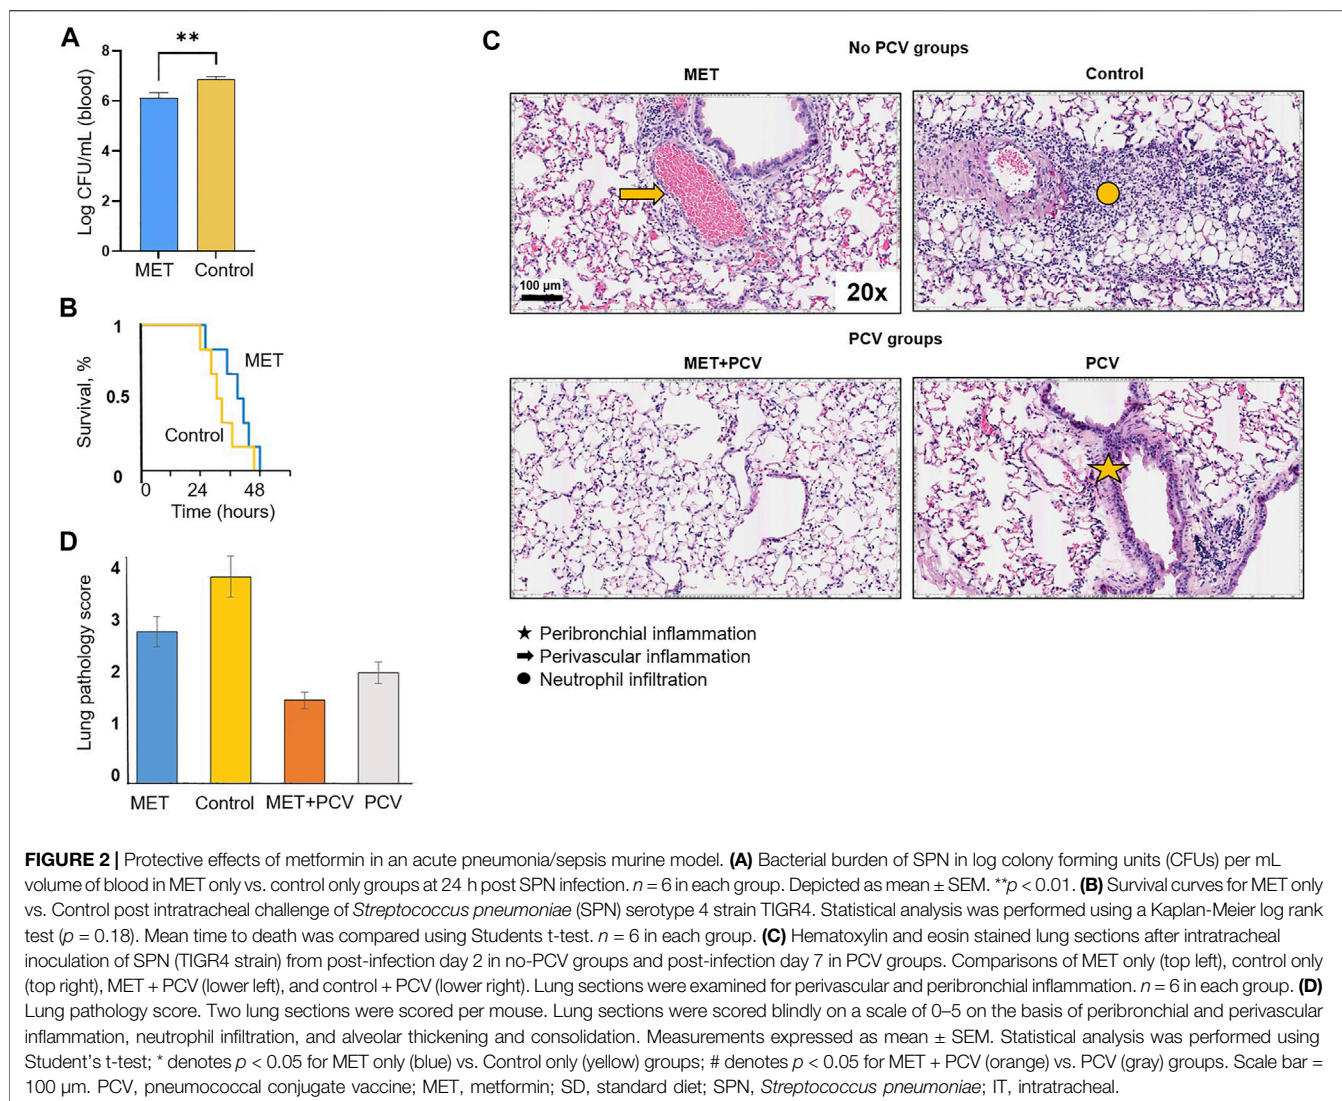 A
**
8
6
4
2
0
Log CFU/mL (blood)
MET
Control
B
1
0.5
0
Survival, %
MET
Control
0
24
48
Time (hours)
C
No PCV groups
MET
Control
100 µm
20x
PCV groups
MET+PCV
PCV
★ Peribronchial inflammation
➡ Perivascular inflammation
● Neutrophil infiltration
D
4
3
2
1
0
Lung pathology score
MET
Control
MET+PCV
PCV
FIGURE 2 | Protective effects of metformin in an acute pneumonia/sepsis murine model. (A) Bacterial burden of SPN in log colony forming units (CFUs) per mL
volume of blood in MET only vs. control only groups at 24 h post SPN infection. n = 6 in each group. Depicted as mean ± SEM. **p < 0.01. (B) Survival curves for MET only
vs. Control post intratracheal challenge of Streptococcus pneumoniae (SPN) serotype 4 strain TIGR4. Statistical analysis was performed using a Kaplan-Meier log rank
test (p = 0.18). Mean time to death was compared using Students t-test. n = 6 in each group. (C) Hematoxylin and eosin stained lung sections after intratracheal
inoculation of SPN (TIGR4 strain) from post-infection day 2 in no-PCV groups and post-infection day 7 in PCV groups. Comparisons of MET only (top left), control only
(top right), MET + PCV (lower left), and control + PCV (lower right). Lung sections were examined for perivascular and peribronchial inflammation. n = 6 in each group. (D)
Lung pathology score. Two lung sections were scored per mouse. Lung sections were scored blindly on a scale of 0–5 on the basis of peribronchial and perivascular
inflammation, neutrophil infiltration, and alveolar thickening and consolidation. Measurements expressed as mean ± SEM. Statistical analysis was performed using
Student's t-test; * denotes p < 0.05 for MET only (blue) vs. Control only (yellow) groups; # denotes p < 0.05 for MET + PCV (orange) vs. PCV (gray) groups. Scale bar =
100 µm. PCV, pneumococcal conjugate vaccine; MET, metformin; SD, standard diet; SPN, Streptococcus pneumoniae; IT, intratracheal.